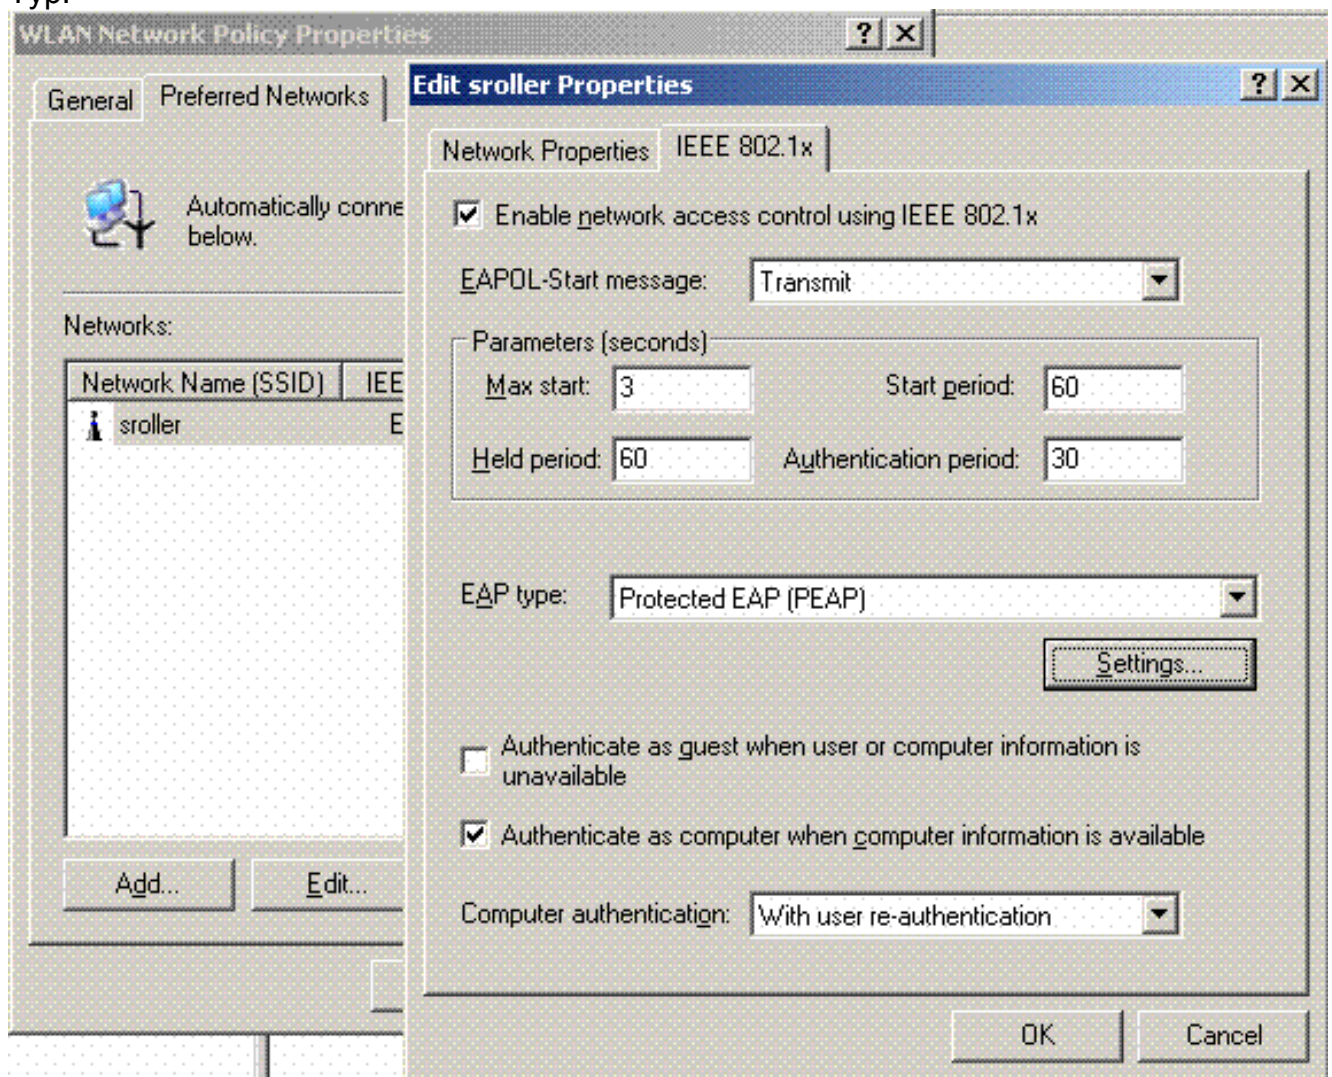 Typ.
WLAN Network Policy Properties
General Preferred Networks
Automatically conne
below.
Networks:
Network Name (SSID) IEE
sroller E
Add... Edit...
Edit sroller Properties
Network Properties IEEE 802.1x
Enable network access control using IEEE 802.1x
EAPOL-Start message: Transmit
Parameters (seconds)
Max start: 3 Start period: 60
Held period: 60 Authentication period: 30
EAP type: Protected EAP (PEAP)
Settings...
Authenticate as guest when user or computer information is
unavailable
Authenticate as computer when computer information is available
Computer authentication: With user re-authentication
OK Cancel